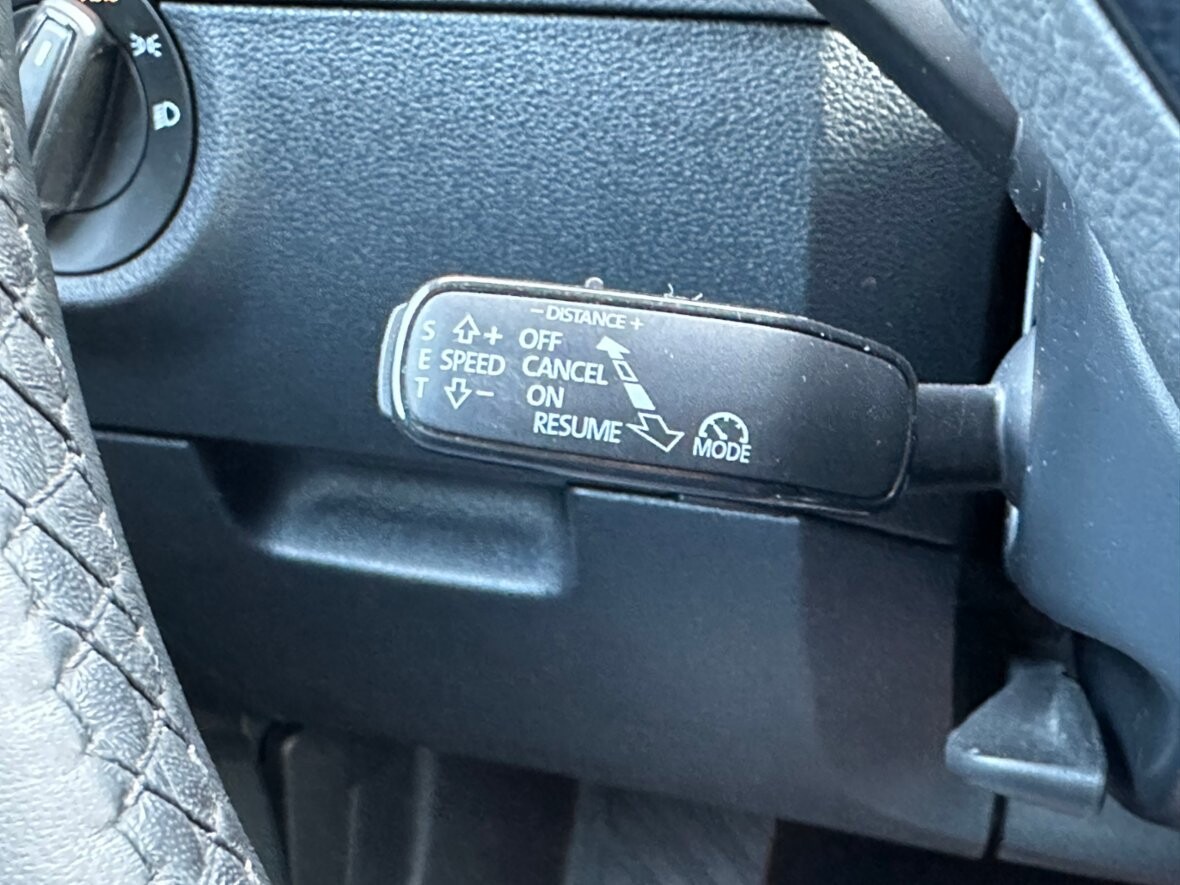 - DISTANCE +
S + OFF
E SPEED CANCEL
T - ON
RESUME
MODE